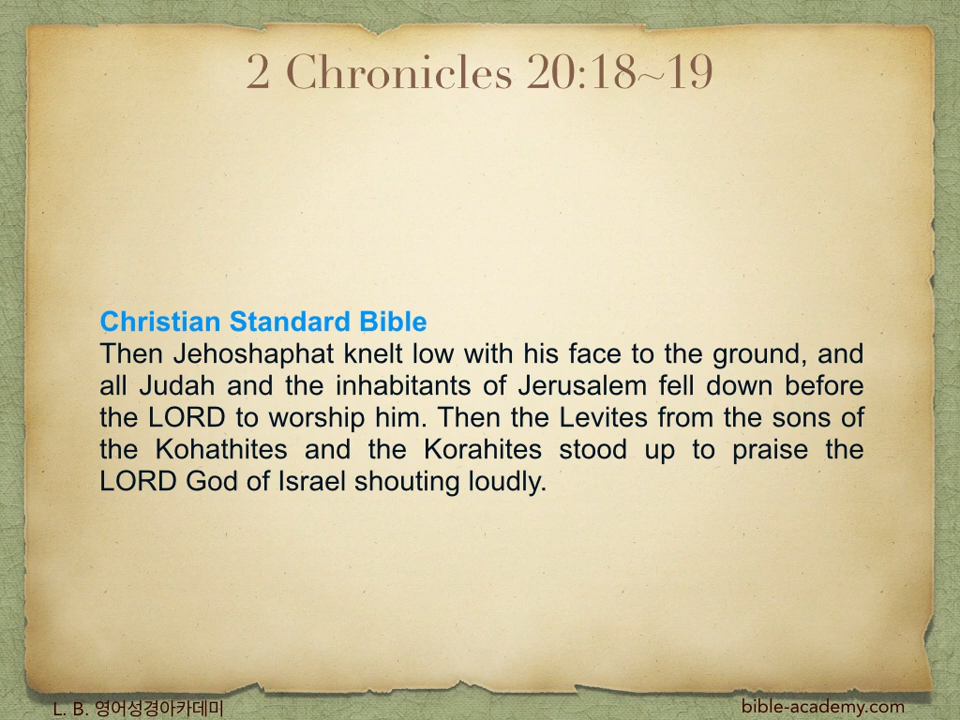 2 Chronicles 20:18~19
Christian Standard Bible
Then Jehoshaphat knelt low with his face to the ground, and
all Judah and the inhabitants of Jerusalem fell down before
the LORD to worship him. Then the Levites from the sons of
the Kohathites and the Korahites stood up to praise the
LORD God of Israel shouting loudly.
L. B. 영어성경아카데미
bible-academy.com